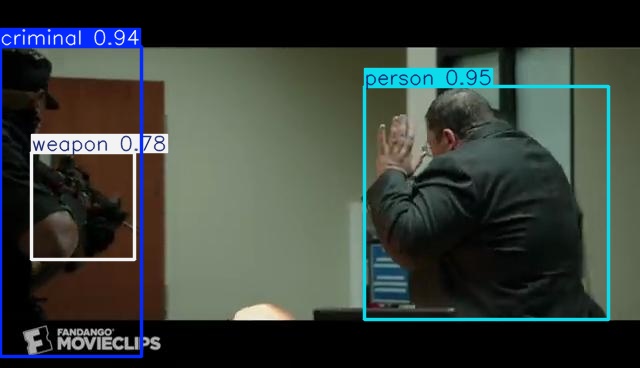 criminal 0.94
person 0.95
weapon 0.78
FANDANGO
MOVIECLIPS